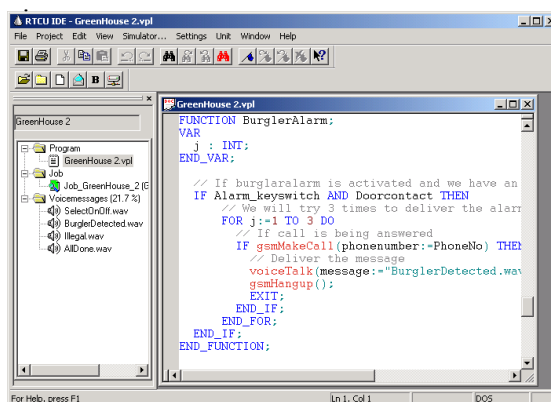 RTCU IDE - GreenHouse 2.vpl
File Project Edit View Simulator... Settings Unit Window Help
B
GreenHouse 2
Program
GreenHouse 2.vpl
Job
Job_GreenHouse_2 (G
Voicemessages (21.7 %)
SelectOnOff.wav
BurglerDetected.wav
Illegal.wav
AllDone.wav
GreenHouse 2.vpl
FUNCTION BurglerAlarm;
VAR
j : INT;
END_VAR;
// If burglaralarm is activated and we have an
IF Alarm_keyswitch AND Doorcontact THEN
// We will try 3 times to deliver the alar
FOR j:=1 TO 3 DO
// If call is being answered
IF gsmMakeCall(phonenumber:=PhoneNo) THEN
// Deliver the message
voiceTalk(message:="BurglerDetected.wav
gsmHangup();
EXIT;
END_IF;
END_FOR;
END_IF;
END_FUNCTION;
For Help, press F1
Ln 1, Col 1
DOS